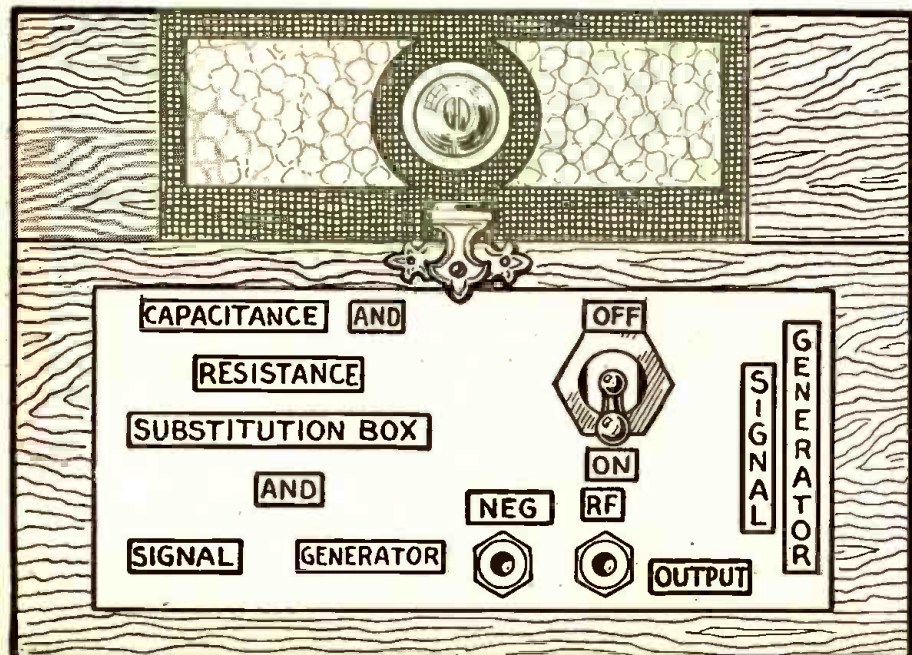 CAPACITANCE AND
RESISTANCE
SUBSTITUTION BOX
AND
SIGNAL GENERATOR
OFF
ON
NEG RF
OUTPUT
SIGNAL
GENERATOR